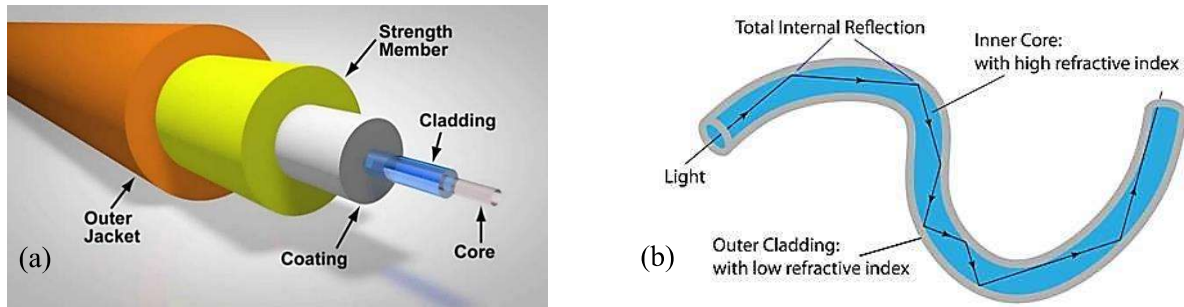 Strength
Member
Cladding
Outer
Jacket
Coating
Core
(a)
Total Internal Reflection
Inner Core:
with high refractive index
Light
Outer Cladding:
with low refractive index
(b)